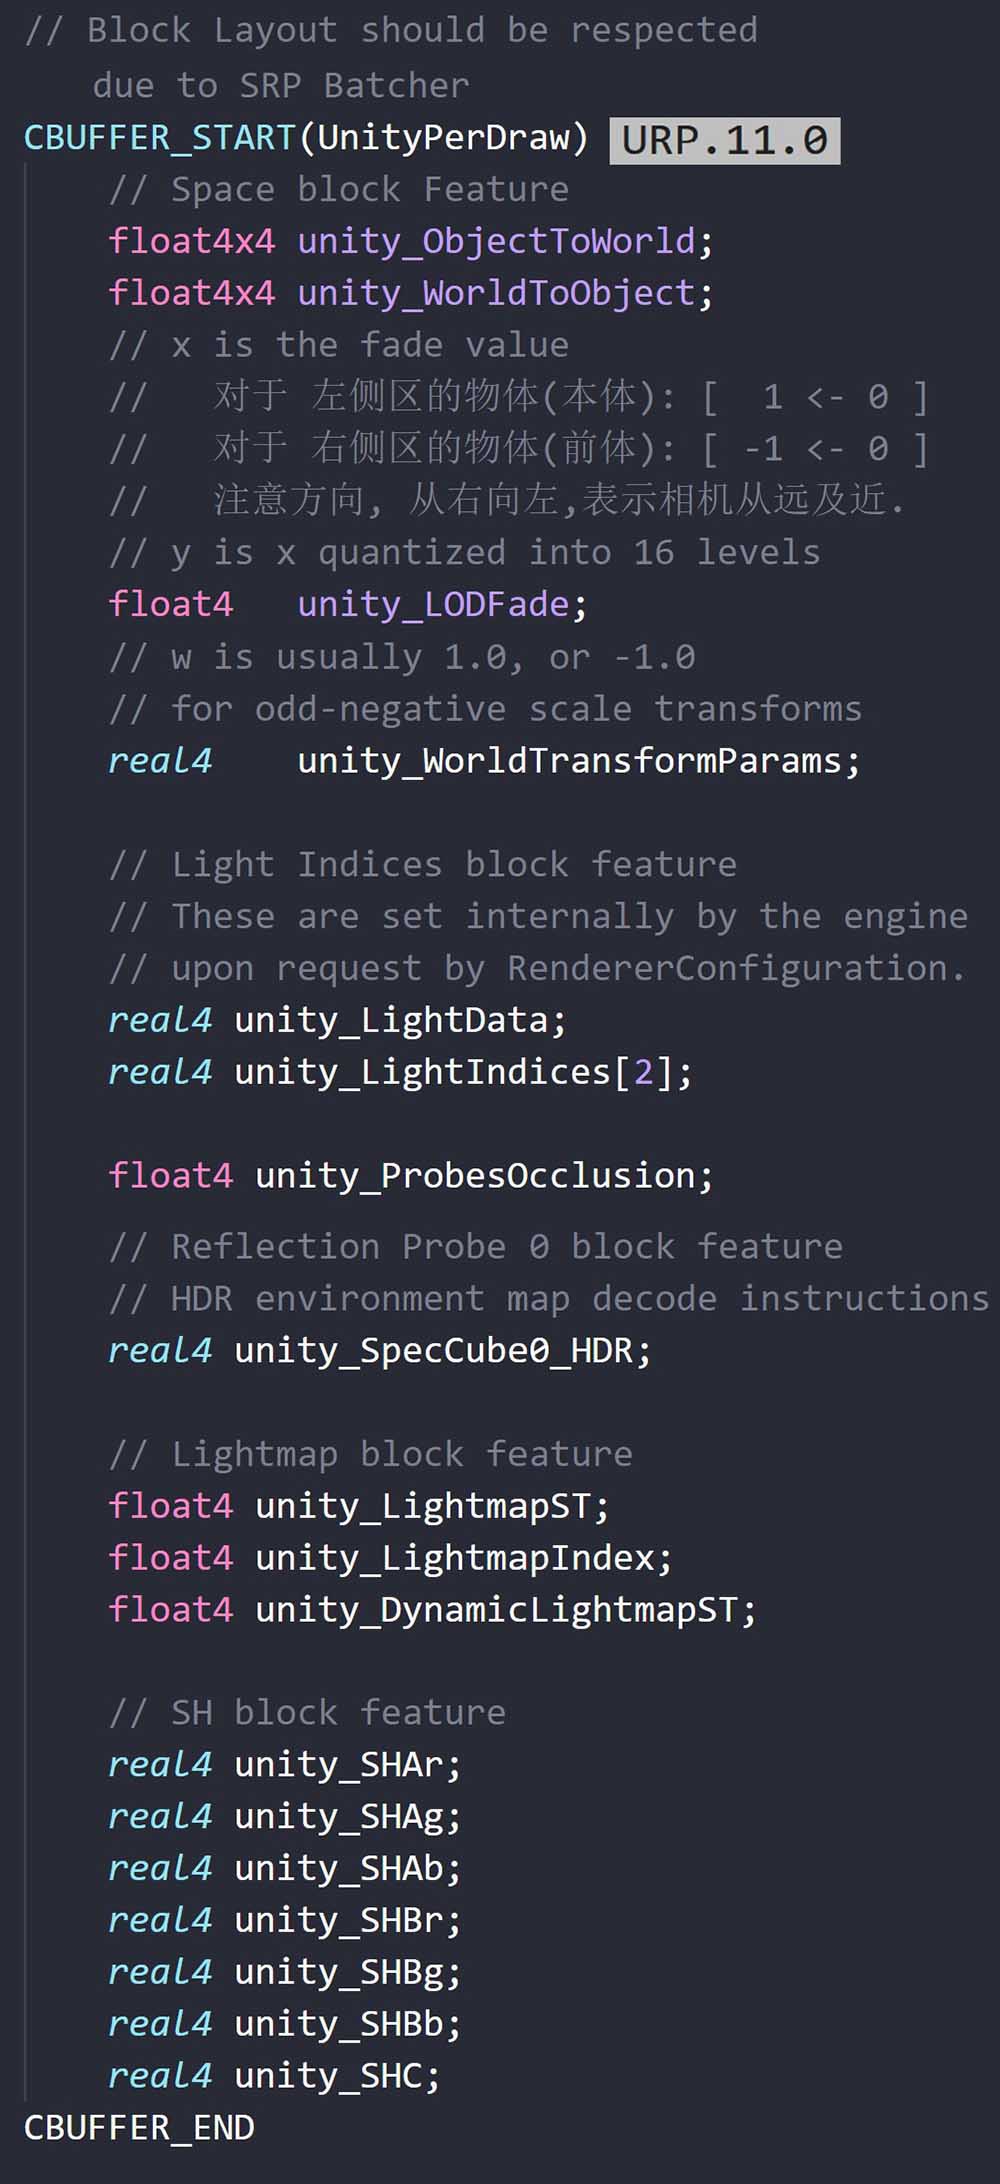 // Block Layout should be respected
due to SRP Batcher
CBUFFER_START(UnityPerDraw) URP.11.0
// Space block Feature
float4x4 unity_ObjectToWorld;
float4x4 unity_WorldToObject;
// x is the fade value
// 对于 左侧区的物体(本体): [ 1 <- 0 ]
// 对于 右侧区的物体(前体): [ -1 <- 0 ]
// 注意方向, 从右向左,表示相机从远及近.
// y is x quantized into 16 levels
float4 unity_LODFade;
// w is usually 1.0, or -1.0
// for odd-negative scale transforms
real4 unity_WorldTransformParams;
// Light Indices block feature
// These are set internally by the engine
// upon request by RendererConfiguration.
real4 unity_LightData;
real4 unity_LightIndices[2];
float4 unity_ProbesOcclusion;
// Reflection Probe 0 block feature
// HDR environment map decode instructions
real4 unity_SpecCube0_HDR;
// Lightmap block feature
float4 unity_LightmapST;
float4 unity_LightmapIndex;
float4 unity_DynamicLightmapST;
// SH block feature
real4 unity_SHAr;
real4 unity_SHAg;
real4 unity_SHAb;
real4 unity_SHBr;
real4 unity_SHBg;
real4 unity_SHBb;
real4 unity_SHC;
CBUFFER_END